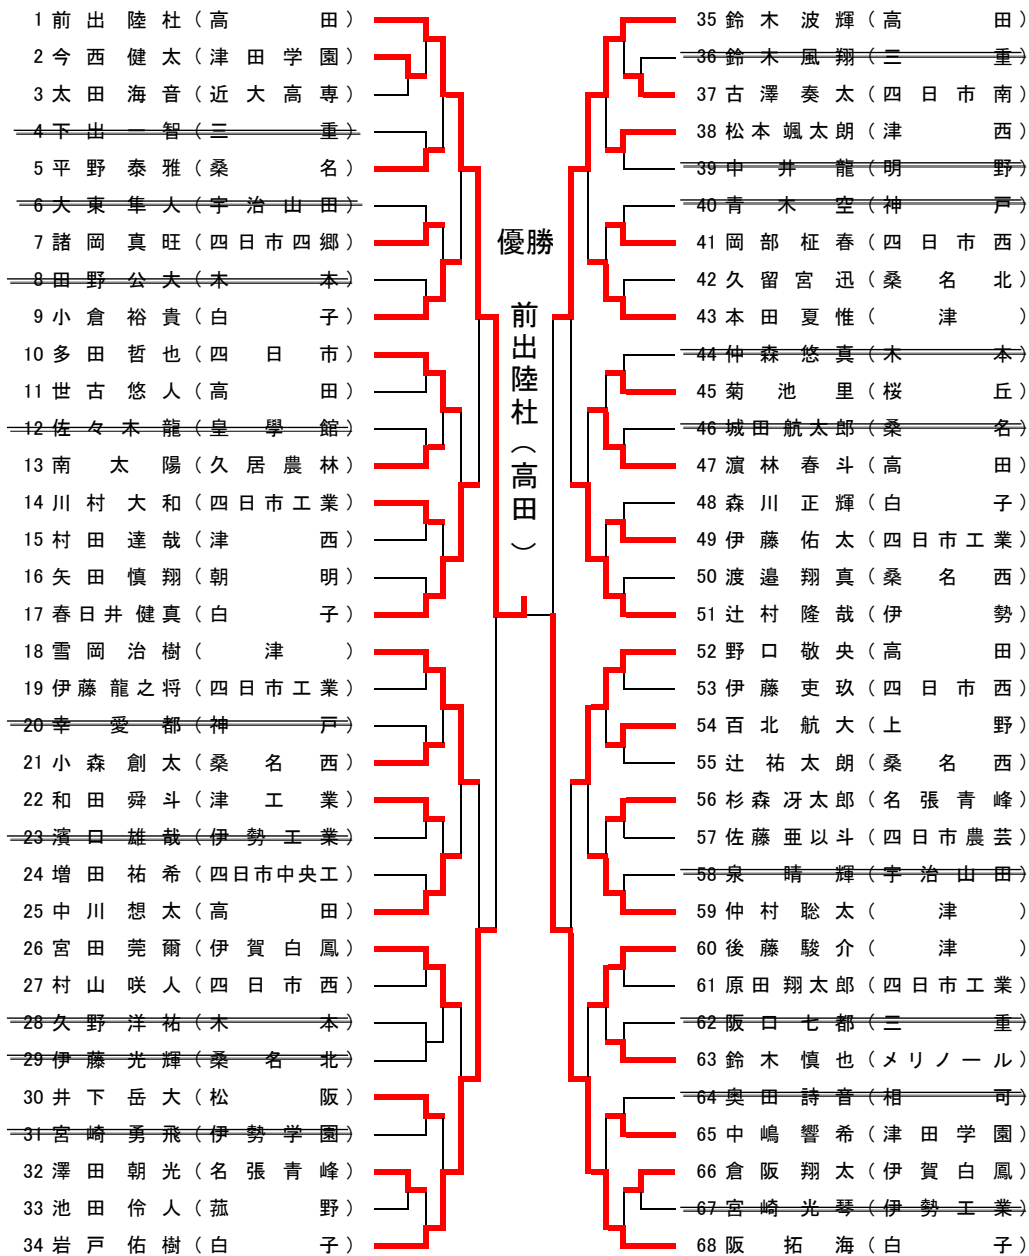 1 前出陸杜（高田）
2 今西健太（津田学園）
3 太田海音（近大高専）
4 下出一智（三重）
5 平野泰雅（桑名）
6 大東隼人（宇治山田）
7 諸岡真旺（四日市四郷）
8 田野公大（木本）
9 小倉裕貴（白子）
10 多田哲也（四日市）
11 世古悠人（高田）
12 佐々木龍（皇學館）
13 南太陽（久居農林）
14 川村大和（四日市工業）
15 村田達哉（津西）
16 矢田慎翔（朝明）
17 春日井健真（白子）
18 雪岡治樹（津）
19 伊藤龍之将（四日市工業）
20 幸愛都（神戸）
21 小森創太（桑名西）
22 和田舜斗（津工業）
23 濱口雄哉（伊勢工業）
24 増田祐希（四日市中央工）
25 中川想太（高田）
26 宮田莞爾（伊賀白鳳）
27 村山咲人（四日市西）
28 久野洋祐（木本）
29 伊藤光輝（桑名北）
30 井下岳大（松阪）
31 宮崎勇飛（伊勢学園）
32 澤田朝光（名張青峰）
33 池田伶人（菰野）
34 岩戸佑樹（白子）
優勝
前出陸杜（高田）
35 鈴木波輝（高田）
36 鈴木風翔（三重）
37 古澤奏太（四日市南）
38 松本颯太朗（津西）
39 中井龍（明野）
40 青木空（神戸）
41 岡部柾春（四日市西）
42 久留宮迅（桑名北）
43 本田夏惟（津）
44 仲森悠真（木本）
45 菊池里（桜丘）
46 城田航太郎（桑名）
47 濵林春斗（高田）
48 森川正輝（白子）
49 伊藤佑太（四日市工業）
50 渡邉翔真（桑名西）
51 辻村隆哉（伊勢）
52 野口敬央（高田）
53 伊藤吏玖（四日市西）
54 百北航大（上野）
55 辻祐太朗（桑名西）
56 杉森冴太郎（名張青峰）
57 佐藤亜以斗（四日市農芸）
58 泉晴輝（宇治山田）
59 仲村聡太（津）
60 後藤駿介（津）
61 原田翔太郎（四日市工業）
62 阪口七都（三重）
63 鈴木慎也（メリノール）
64 奥田詩音（相可）
65 中嶋響希（津田学園）
66 倉阪翔太（伊賀白鳳）
67 宮崎光琴（伊勢工業）
68 阪拓海（白子）